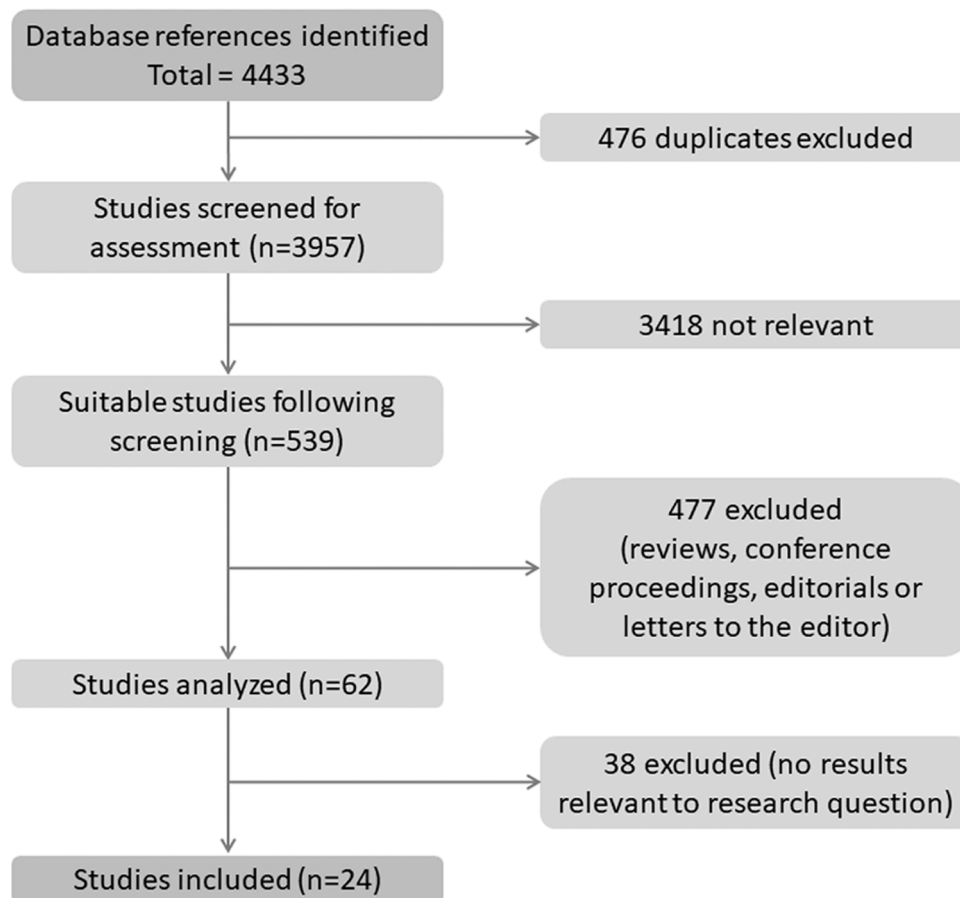 Database references identified
Total = 4433
476 duplicates excluded
Studies screened for
assessment (n=3957)
3418 not relevant
Suitable studies following
screening (n=539)
477 excluded
(reviews, conference
proceedings, editorials or
letters to the editor)
Studies analyzed (n=62)
38 excluded (no results
relevant to research question)
Studies included (n=24)